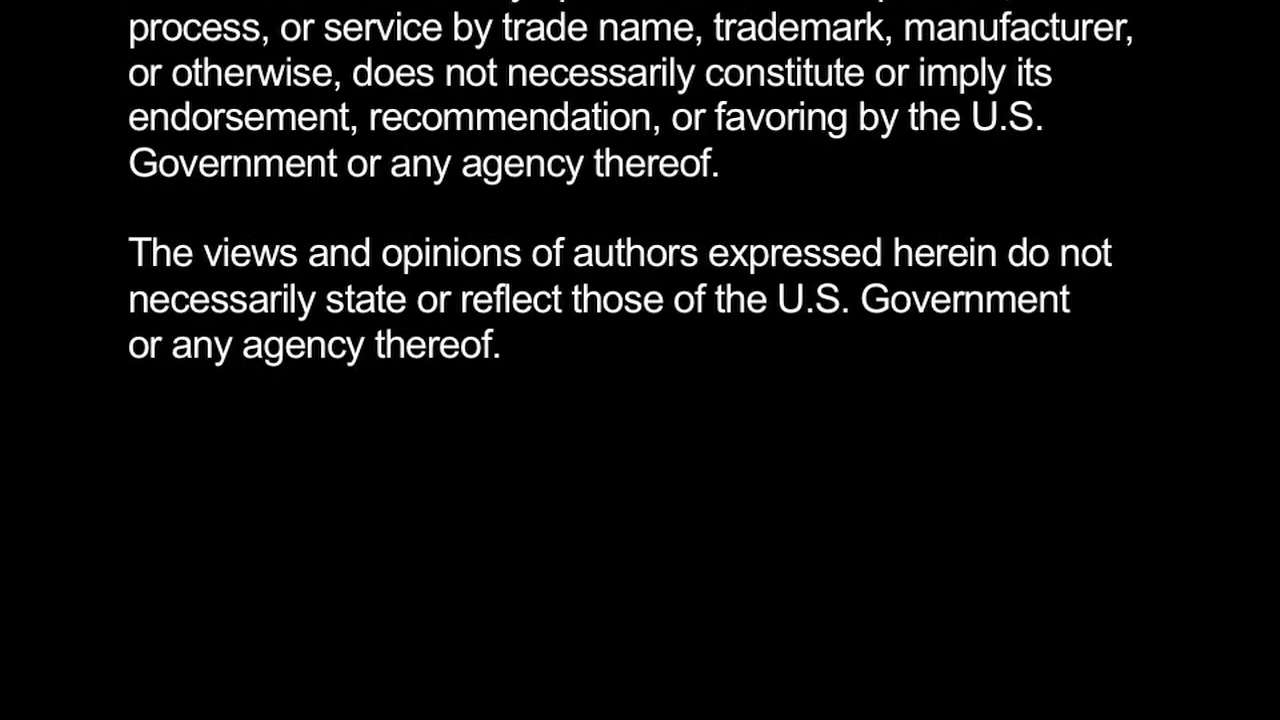 process, or service by trade name, trademark, manufacturer,
or otherwise, does not necessarily constitute or imply its
endorsement, recommendation, or favoring by the U.S.
Government or any agency thereof.
The views and opinions of authors expressed herein do not
necessarily state or reflect those of the U.S. Government
or any agency thereof.